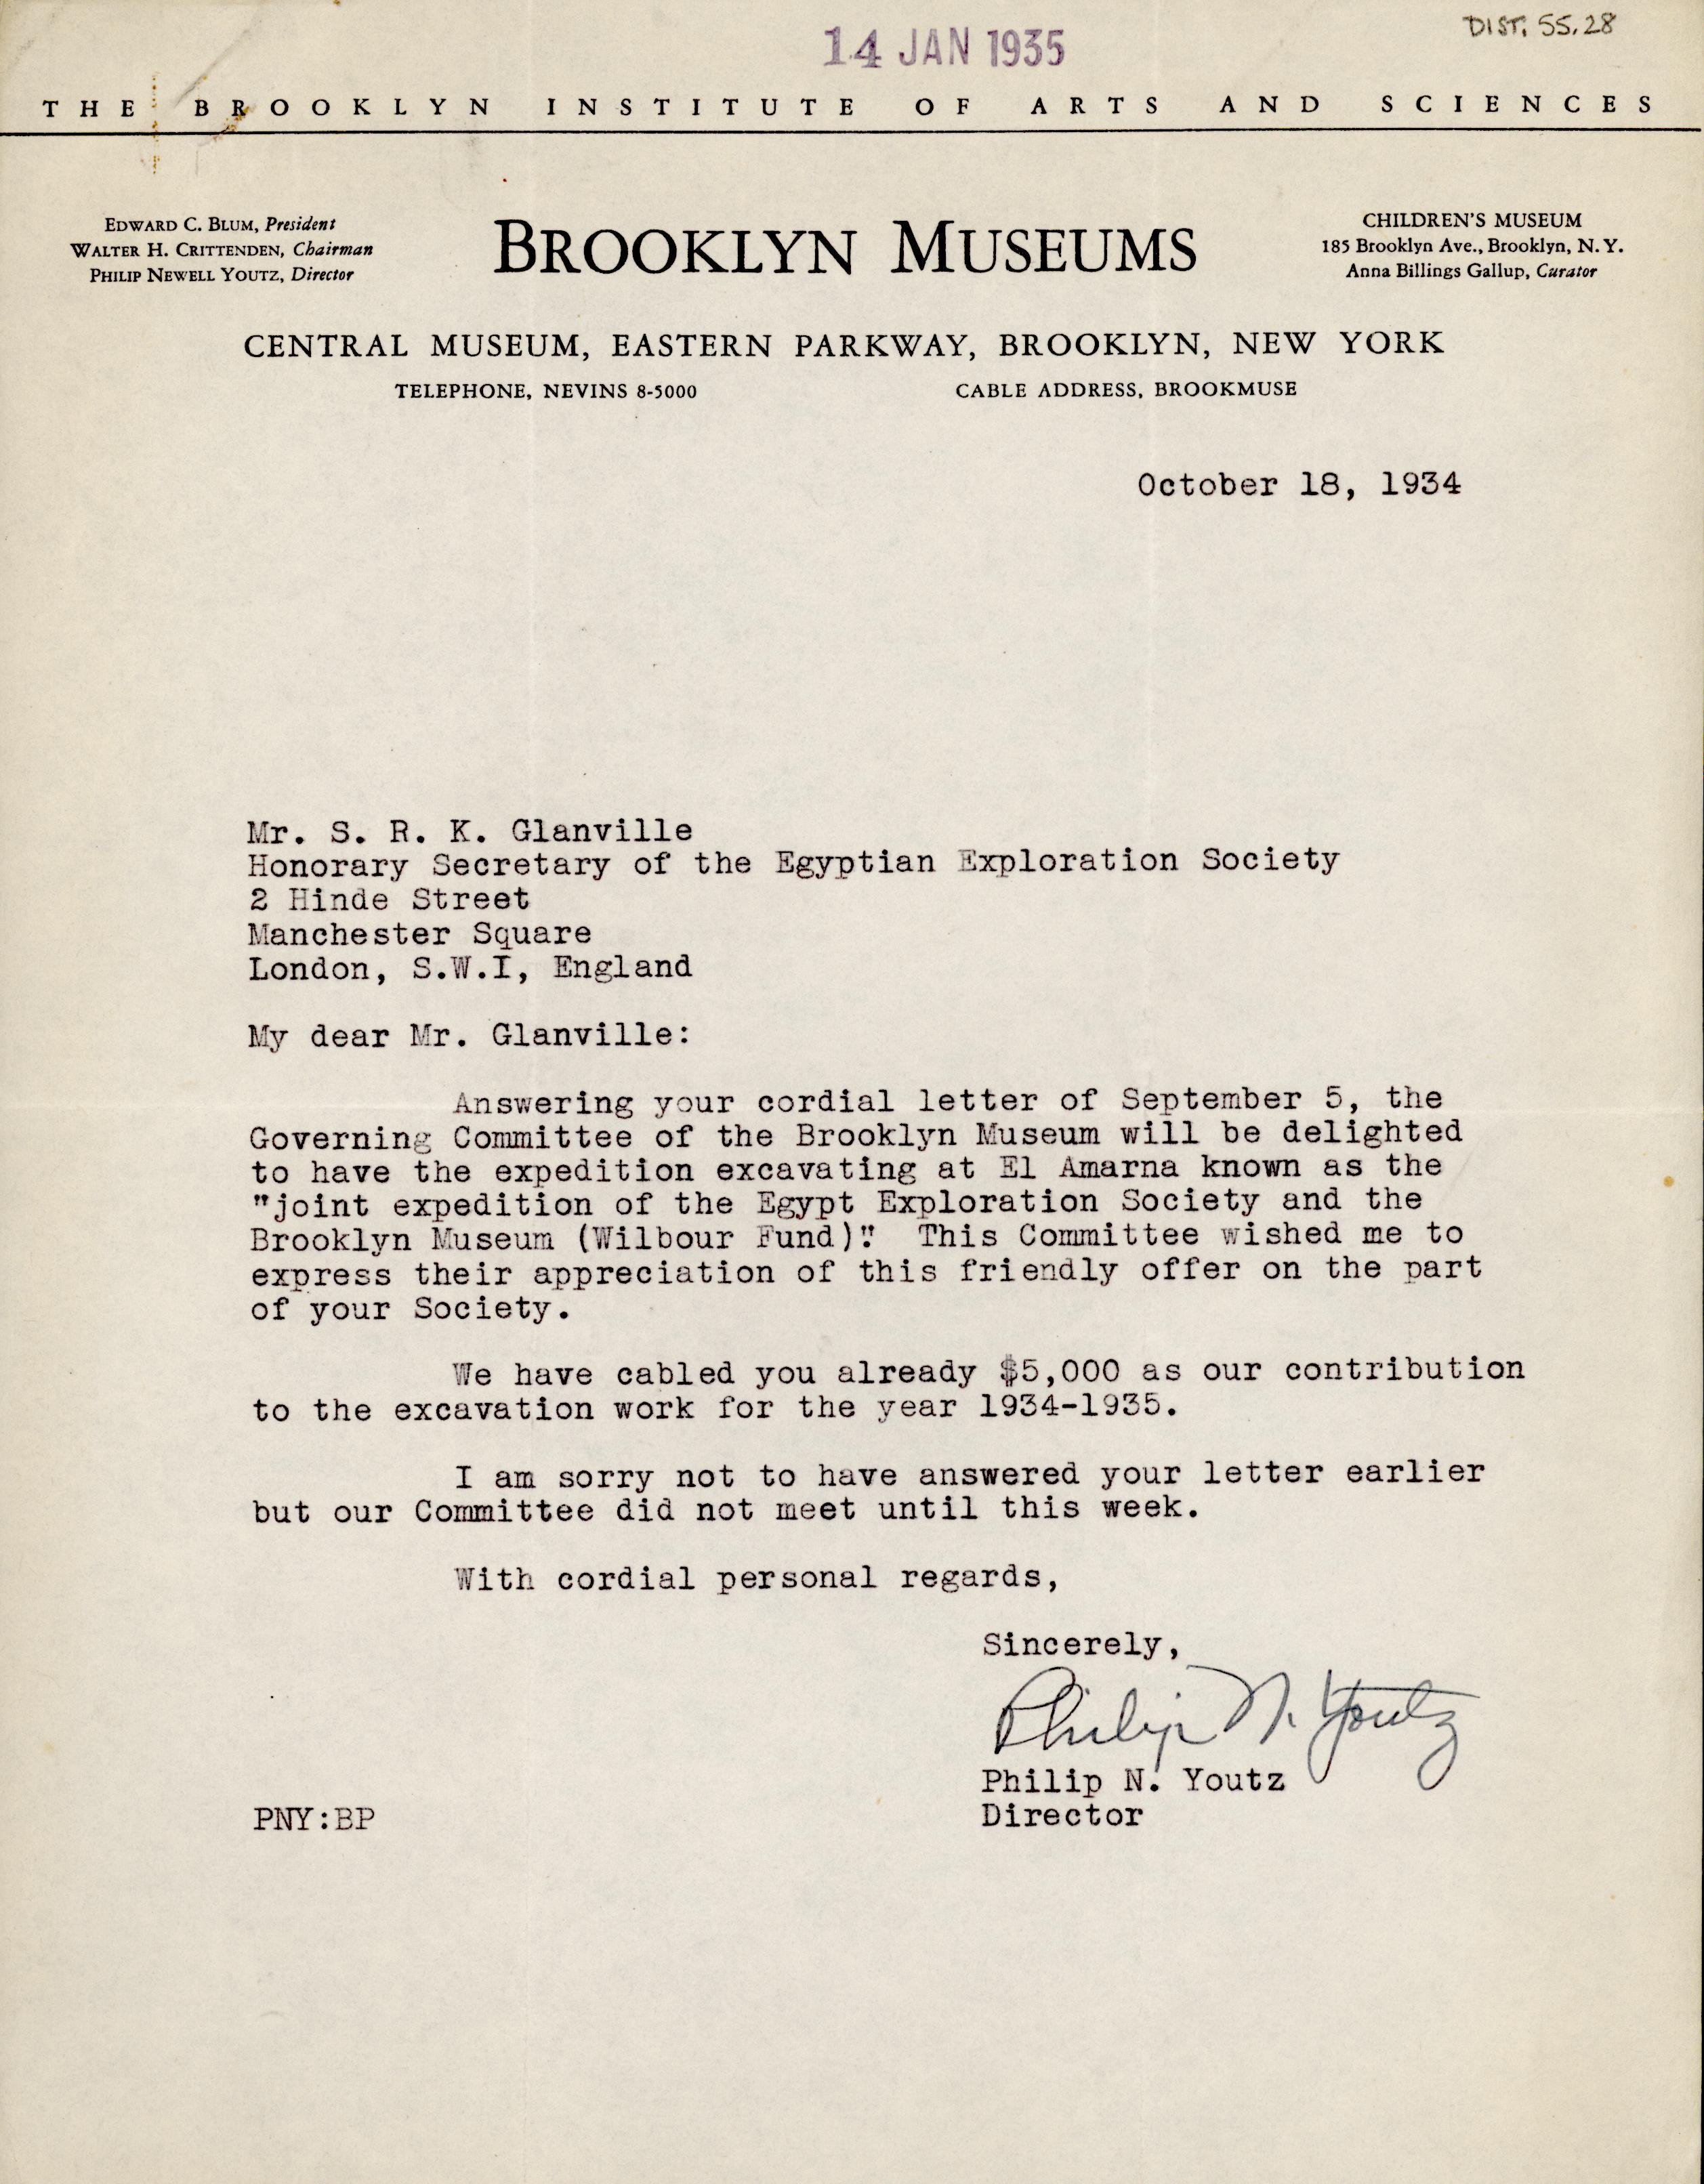 DIST. 55.28
14 JAN 1935
THE BROOKLYN INSTITUTE OF ARTS AND SCIENCES
EDWARD C. BLUM, President
WALTER H. CRITTENDEN, Chairman
PHILIP NEWELL YOUTZ, Director
BROOKLYN MUSEUMS
CHILDREN'S MUSEUM
185 Brooklyn Ave., Brooklyn, N. Y.
Anna Billings Gallup, Curator
CENTRAL MUSEUM, EASTERN PARKWAY, BROOKLYN, NEW YORK
TELEPHONE, NEVINS 8-5000 CABLE ADDRESS, BROOKMUSE
October 18, 1934
Mr. S. R. K. Glanville
Honorary Secretary of the Egyptian Exploration Society
2 Hinde Street
Manchester Square
London, S.W.I, England
My dear Mr. Glanville:
Answering your cordial letter of September 5, the
Governing Committee of the Brooklyn Museum will be delighted
to have the expedition excavating at El Amarna known as the
"joint expedition of the Egypt Exploration Society and the
Brooklyn Museum (Wilbour Fund)". This Committee wished me to
express their appreciation of this friendly offer on the part
of your Society.
We have cabled you already $5,000 as our contribution
to the excavation work for the year 1934-1935.
I am sorry not to have answered your letter earlier
but our Committee did not meet until this week.
With cordial personal regards,
Sincerely,
Philip N. Youtz
Philip N. Youtz
Director
PNY:BP